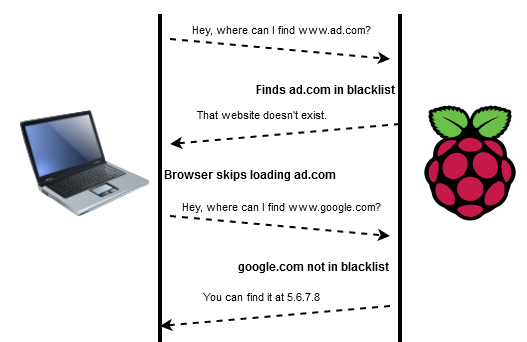 Hey, where can I find www.ad.com?
Finds ad.com in blacklist
That website doesn't exist.
Browser skips loading ad.com
Hey, where can I find www.google.com?
google.com not in blacklist
You can find it at 5.6.7.8